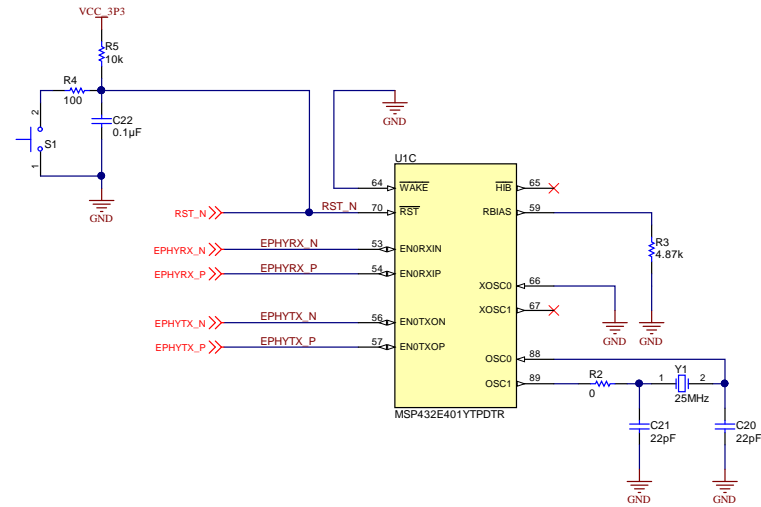 VCC_3P3
R5
10k
R4
100
C22
0.1µF
2
S1
1
GND
GND
U1C
64
WAKE
HIB
65
RST_N
RST_N
70
RST
RBIAS
59
EPHYRX_N
EPHYRX_N
53
EN0RXIN
R3
4.87k
EPHYRX_P
EPHYRX_P
54
EN0RXIP
XOSC0
66
XOSC1
67
EPHYTX_N
EPHYTX_N
56
EN0TXON
GND
GND
EPHYTX_P
EPHYTX_P
57
EN0TXOP
OSC0
88
OSC1
89
R2
0
1
Y1
2
25MHz
MSP432E401YTPDTR
C21
22pF
C20
22pF
GND
GND